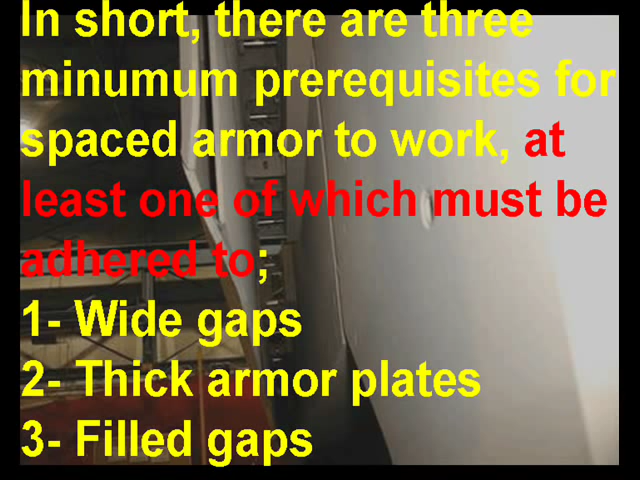 In short, there are three
minumum prerequisites for
spaced armor to work, at
least one of which must be
adhered to;
1- Wide gaps
2- Thick armor plates
3- Filled gaps